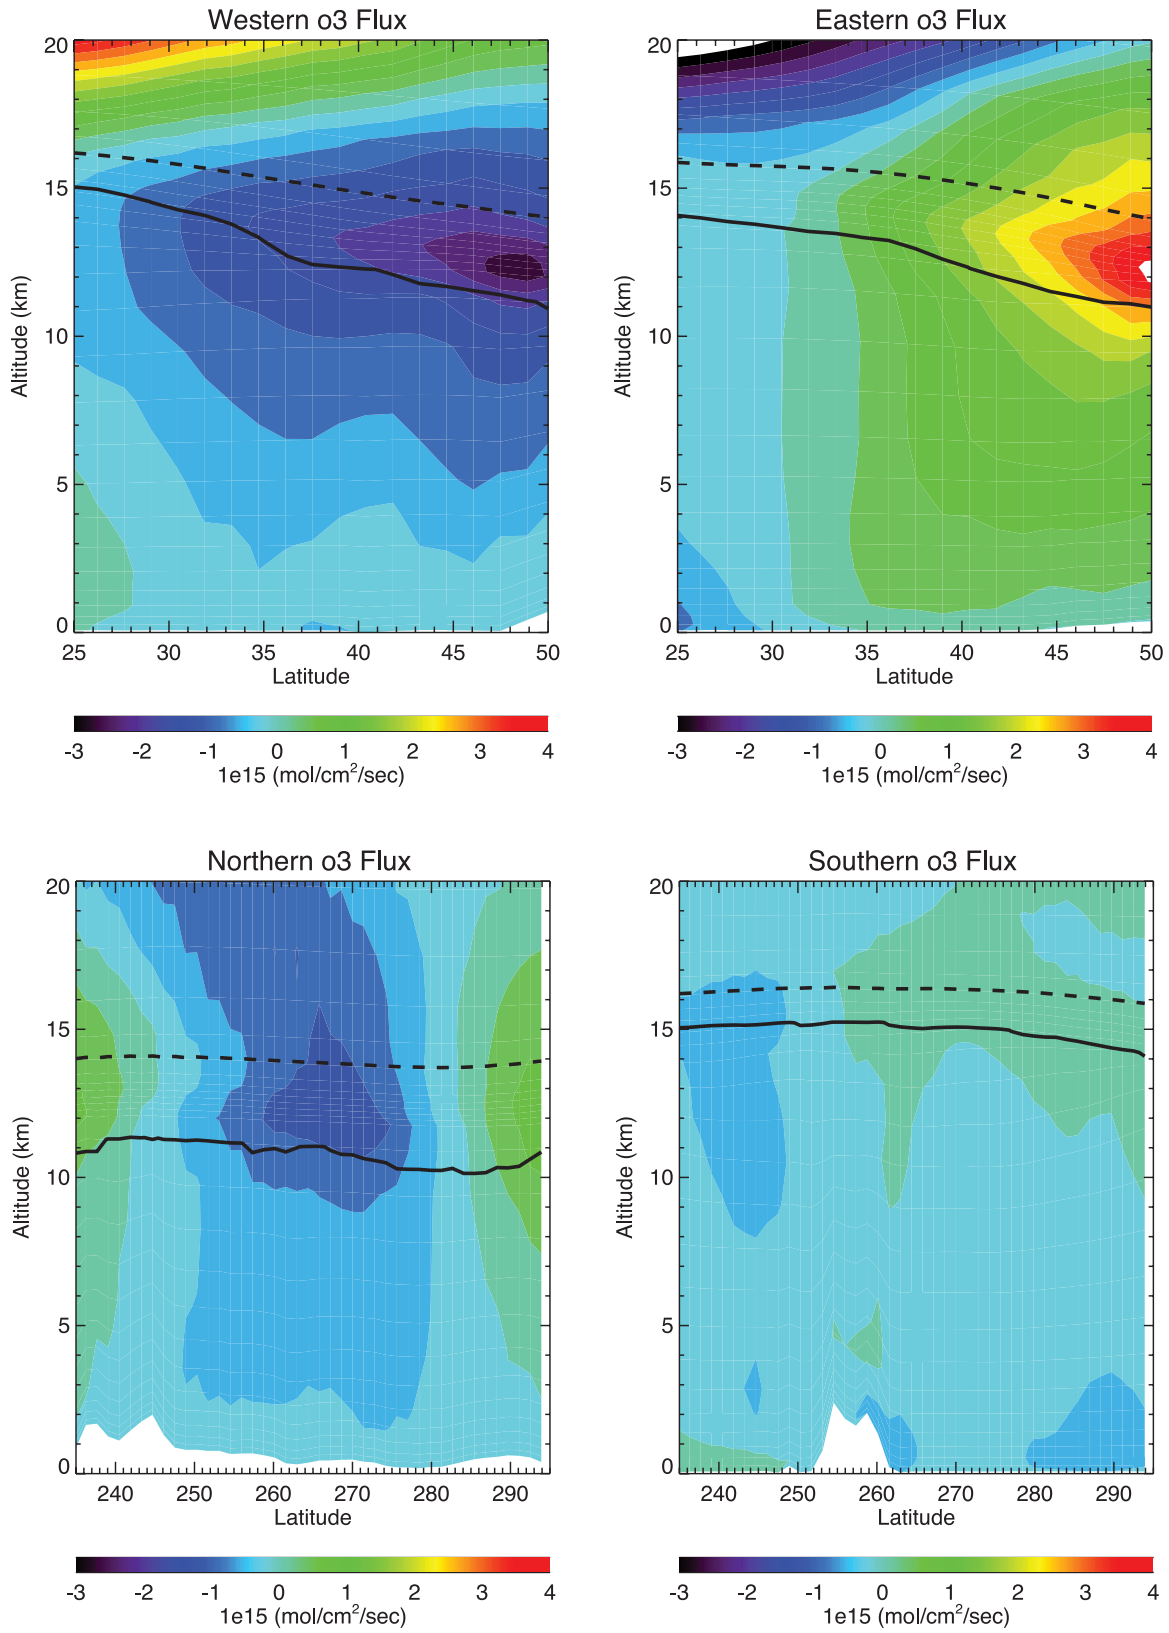 Western o3 Flux
Eastern o3 Flux
20
15
10
5
0
Altitude (km)
25 30 35 40 45 50
Latitude
-3 -2 -1 0 1 2 3 4
1e15 (mol/cm²/sec)
20
15
10
5
0
Altitude (km)
25 30 35 40 45 50
Latitude
-3 -2 -1 0 1 2 3 4
1e15 (mol/cm²/sec)
Northern o3 Flux
Southern o3 Flux
20
15
10
5
0
Altitude (km)
240 250 260 270 280 290
Latitude
-3 -2 -1 0 1 2 3 4
1e15 (mol/cm²/sec)
20
15
10
5
0
Altitude (km)
240 250 260 270 280 290
Latitude
-3 -2 -1 0 1 2 3 4
1e15 (mol/cm²/sec)